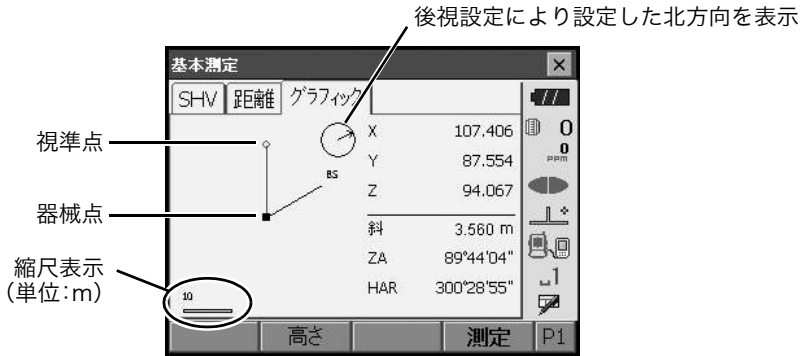 後視設定により設定した北方向を表示
基本測定
SHV 距離 グラフィック
視準点
器械点
縮尺表示
(単位:m)
BS
10
X 107.406
Y 87.554
Z 94.067
斜 3.560 m
ZA 89°44'04"
HAR 300°28'55"
0
0
PPM
1
高さ 測定 P1